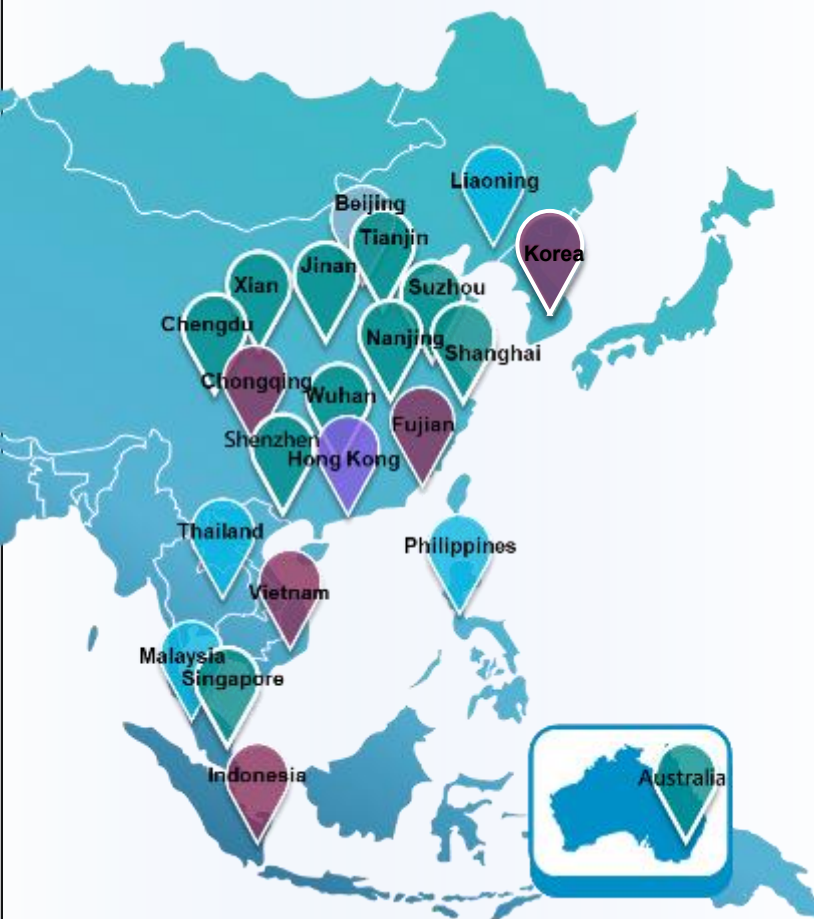 Liaoning
Beijing
Tianjin
Korea
Jinan
Xian
Suzhou
Chengdu
Nanjing
Shanghai
Chongqing
Wuhan
Fujian
Shenzhen
Hong Kong
Thailand
Philippines
Vietnam
Malaysia
Singapore
Indonesia
Australia